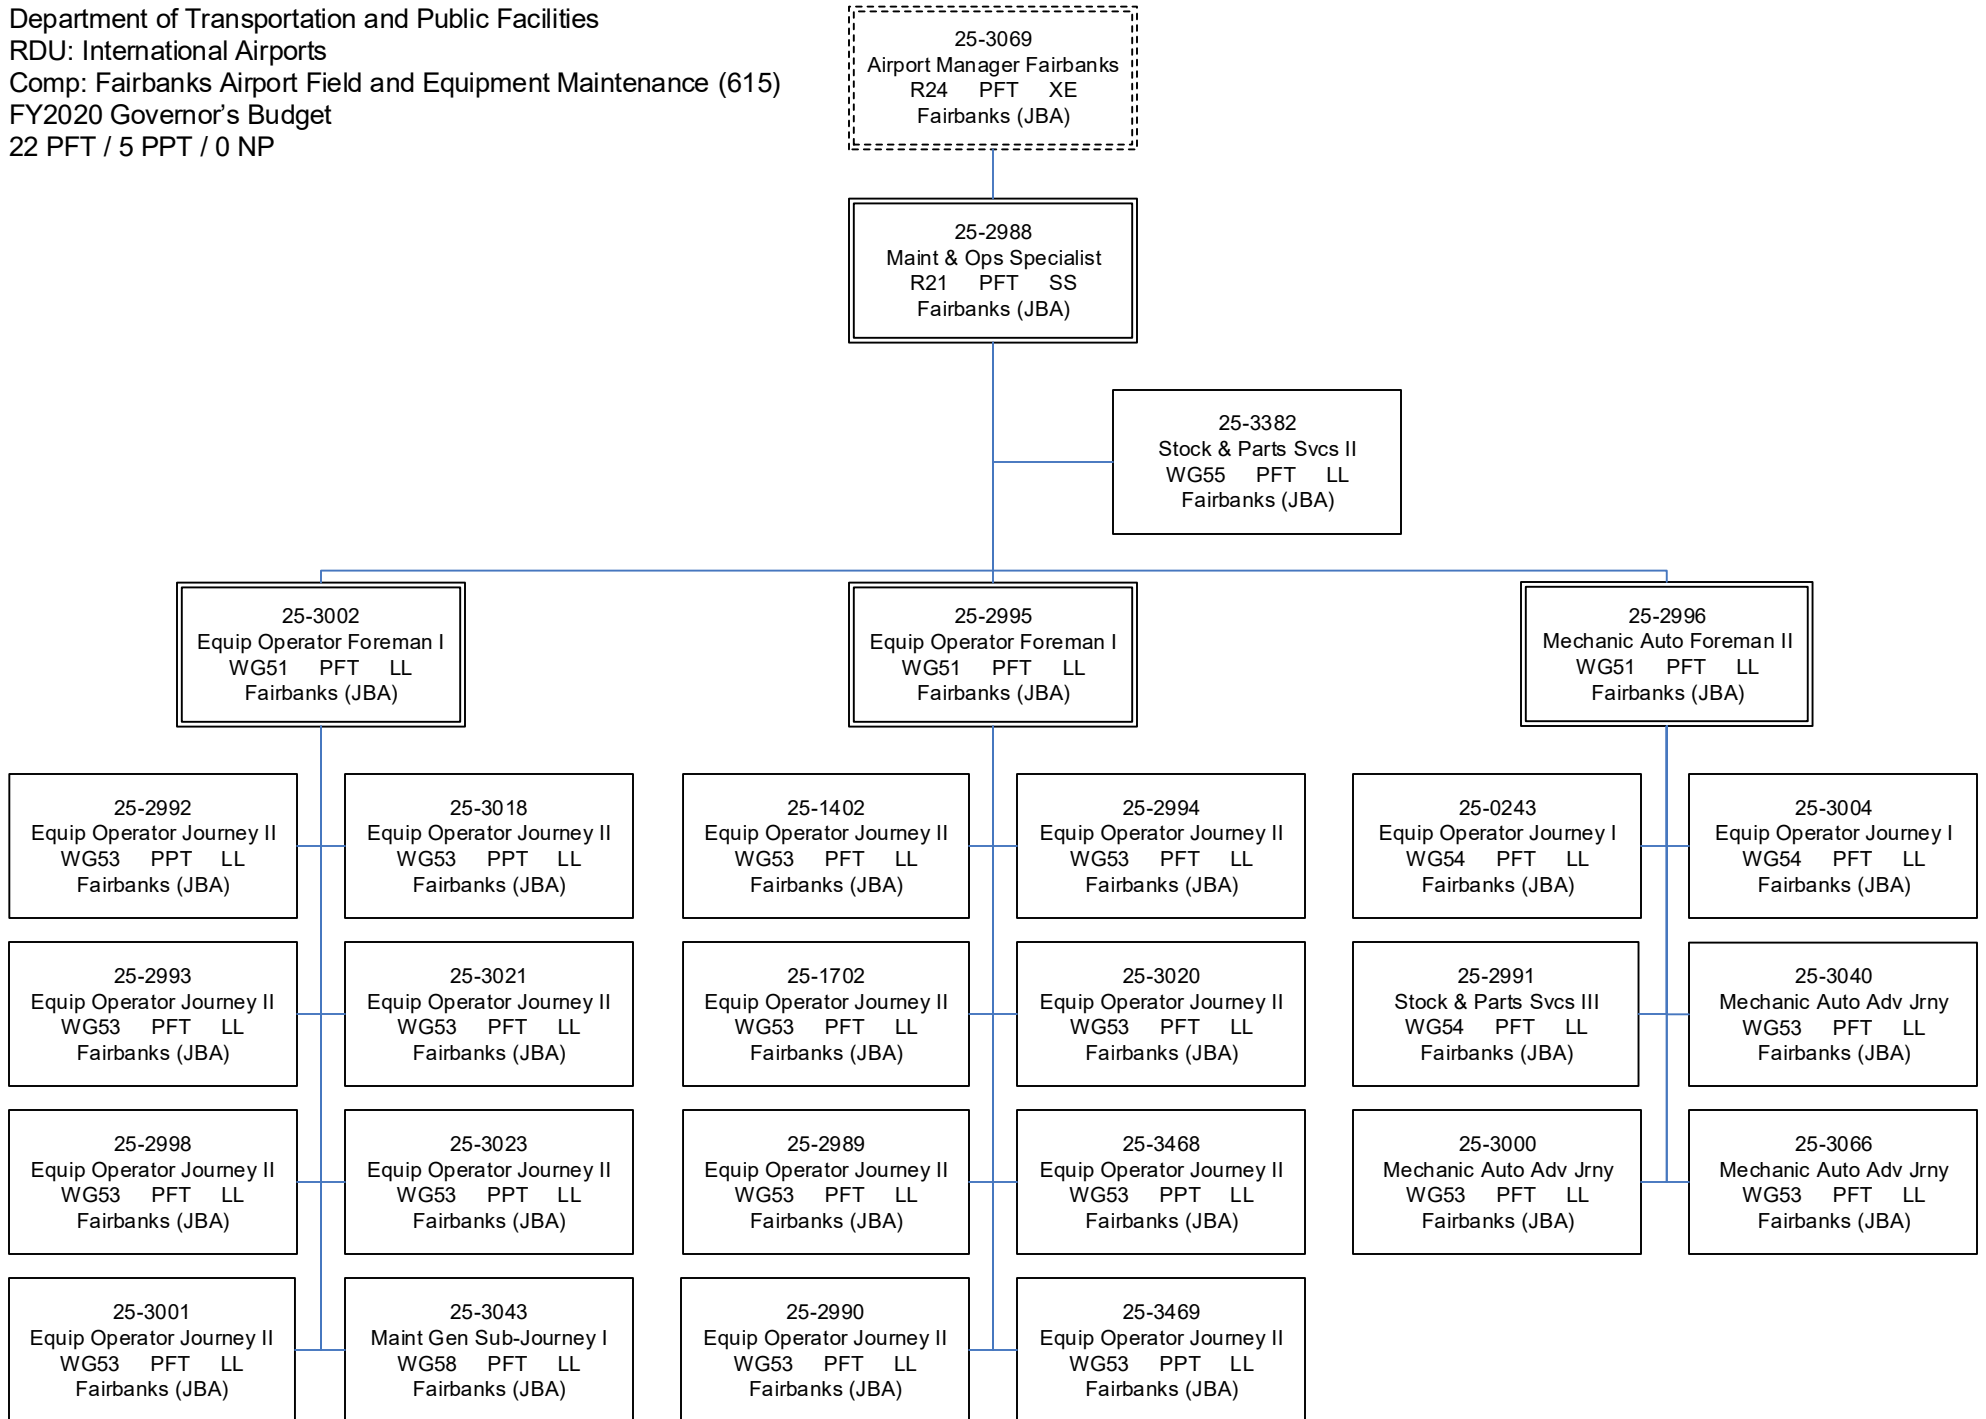 Department of Transportation and Public Facilities
RDU: International Airports
Comp: Fairbanks Airport Field and Equipment Maintenance (615)
FY2020 Governor’s Budget
22 PFT / 5 PPT / 0 NP
25-3069
Airport Manager Fairbanks
R24 PFT XE
Fairbanks (JBA)
25-2988
Maint & Ops Specialist
R21 PFT SS
Fairbanks (JBA)
25-3382
Stock & Parts Svcs II
WG55 PFT LL
Fairbanks (JBA)
25-3002
Equip Operator Foreman I
WG51 PFT LL
Fairbanks (JBA)
25-2995
Equip Operator Foreman I
WG51 PFT LL
Fairbanks (JBA)
25-2996
Mechanic Auto Foreman II
WG51 PFT LL
Fairbanks (JBA)
25-2992
Equip Operator Journey II
WG53 PPT LL
Fairbanks (JBA)
25-3018
Equip Operator Journey II
WG53 PPT LL
Fairbanks (JBA)
25-1402
Equip Operator Journey II
WG53 PFT LL
Fairbanks (JBA)
25-2994
Equip Operator Journey II
WG53 PFT LL
Fairbanks (JBA)
25-0243
Equip Operator Journey I
WG54 PFT LL
Fairbanks (JBA)
25-3004
Equip Operator Journey I
WG54 PFT LL
Fairbanks (JBA)
25-2993
Equip Operator Journey II
WG53 PFT LL
Fairbanks (JBA)
25-3021
Equip Operator Journey II
WG53 PFT LL
Fairbanks (JBA)
25-1702
Equip Operator Journey II
WG53 PFT LL
Fairbanks (JBA)
25-3020
Equip Operator Journey II
WG53 PFT LL
Fairbanks (JBA)
25-2991
Stock & Parts Svcs III
WG54 PFT LL
Fairbanks (JBA)
25-3040
Mechanic Auto Adv Jrny
WG53 PFT LL
Fairbanks (JBA)
25-2998
Equip Operator Journey II
WG53 PFT LL
Fairbanks (JBA)
25-3023
Equip Operator Journey II
WG53 PPT LL
Fairbanks (JBA)
25-2989
Equip Operator Journey II
WG53 PFT LL
Fairbanks (JBA)
25-3468
Equip Operator Journey II
WG53 PPT LL
Fairbanks (JBA)
25-3000
Mechanic Auto Adv Jrny
WG53 PFT LL
Fairbanks (JBA)
25-3066
Mechanic Auto Adv Jrny
WG53 PFT LL
Fairbanks (JBA)
25-3001
Equip Operator Journey II
WG53 PFT LL
Fairbanks (JBA)
25-3043
Maint Gen Sub-Journey I
WG58 PFT LL
Fairbanks (JBA)
25-2990
Equip Operator Journey II
WG53 PFT LL
Fairbanks (JBA)
25-3469
Equip Operator Journey II
WG53 PPT LL
Fairbanks (JBA)